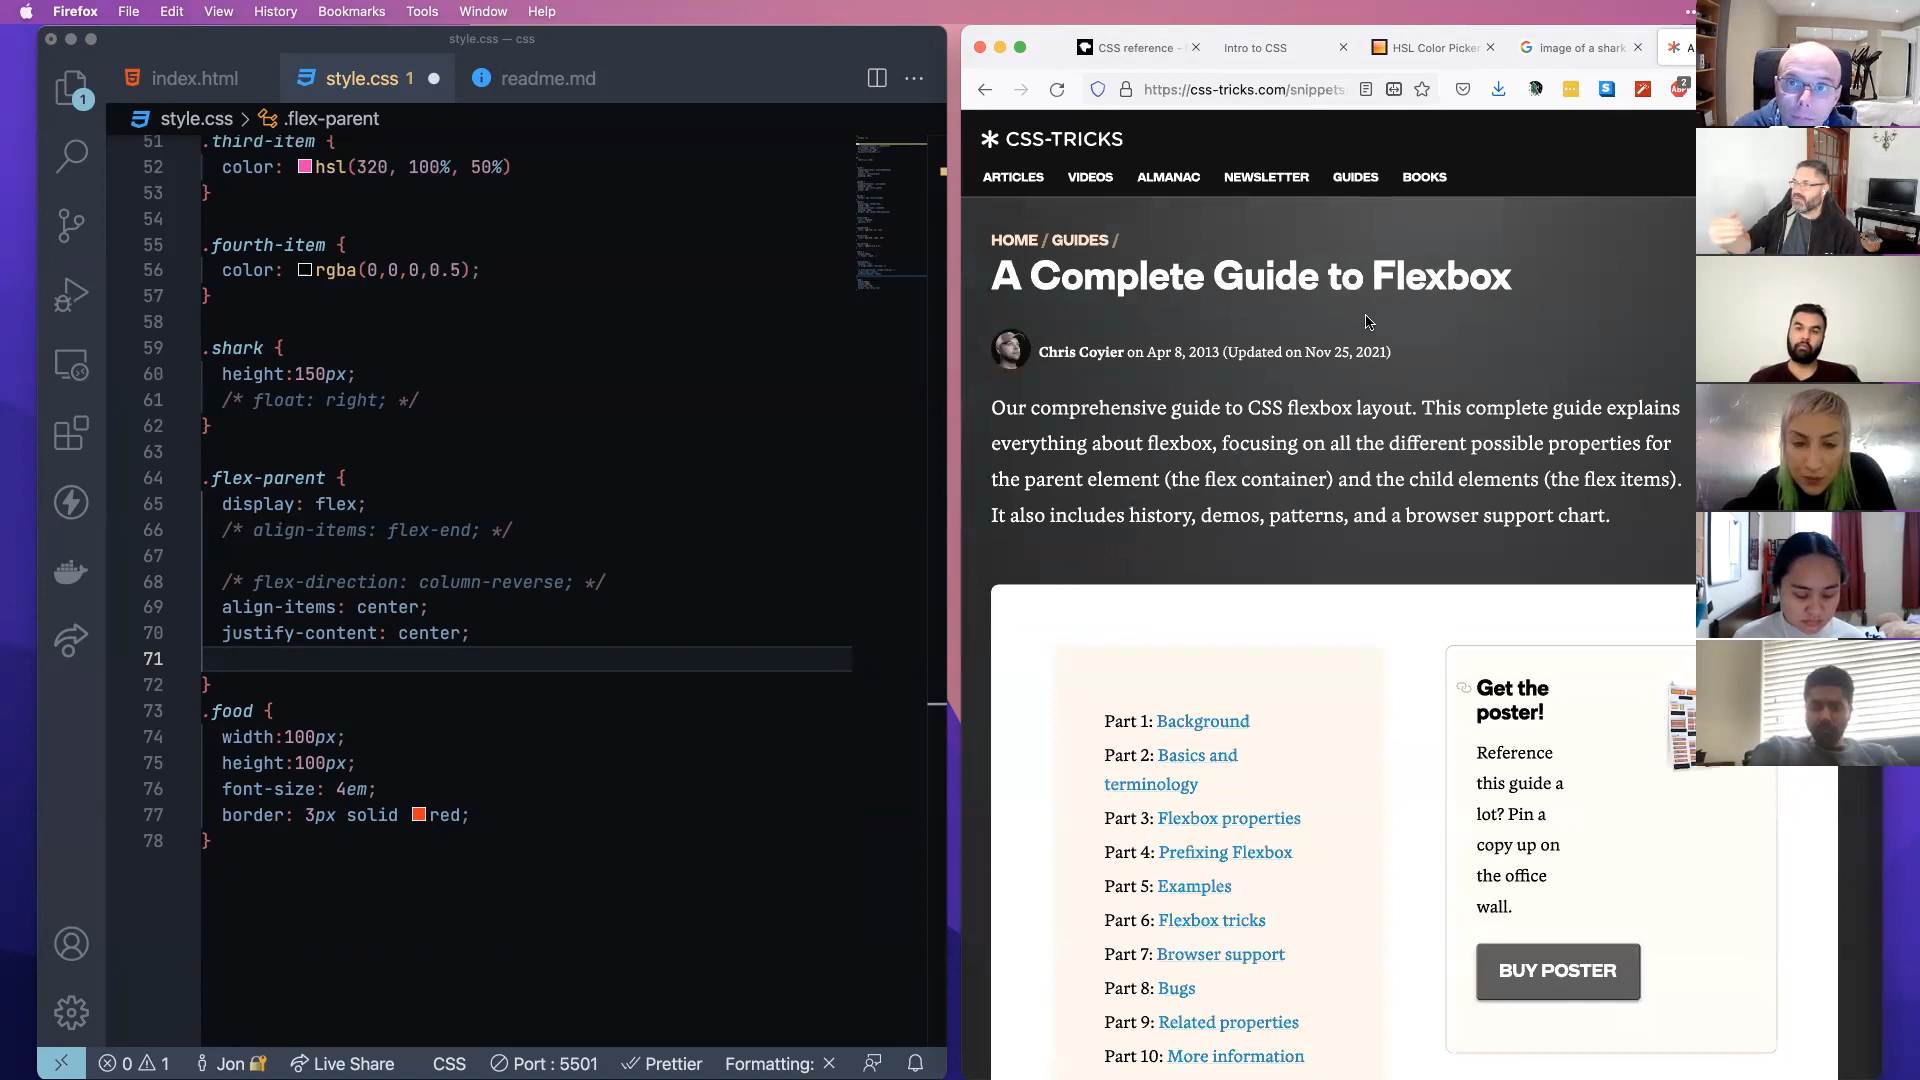 Firefox File Edit View History Bookmarks Tools Window Help
style.css — css
index.html style.css 1 readme.md
style.css > .flex-parent
51 .third-item {
52 color: hsl(320, 100%, 50%)
53 }
54
55 .fourth-item {
56 color: rgba(0,0,0,0.5);
57 }
58
59 .shark {
60 height:150px;
61 /* float: right; */
62 }
63
64 .flex-parent {
65 display: flex;
66 /* align-items: flex-end; */
67
68 /* flex-direction: column-reverse; */
69 align-items: center;
70 justify-content: center;
71
72 }
73 .food {
74 width:100px;
75 height:100px;
76 font-size: 4em;
77 border: 3px solid red;
78 }
1
0 1 Jon Live Share CSS Port : 5501 Prettier Formatting:
CSS reference - Intro to CSS HSL Color Picker image of a shark A
https://css-tricks.com/snippets 2
CSS-TRICKS
ARTICLES VIDEOS ALMANAC NEWSLETTER GUIDES BOOKS
HOME / GUIDES /
A Complete Guide to Flexbox
Chris Coyier on Apr 8, 2013 (Updated on Nov 25, 2021)
Our comprehensive guide to CSS flexbox layout. This complete guide explains
everything about flexbox, focusing on all the different possible properties for
the parent element (the flex container) and the child elements (the flex items).
It also includes history, demos, patterns, and a browser support chart.
Part 1: Background
Part 2: Basics and
terminology
Part 3: Flexbox properties
Part 4: Prefixing Flexbox
Part 5: Examples
Part 6: Flexbox tricks
Part 7: Browser support
Part 8: Bugs
Part 9: Related properties
Part 10: More information
Get the
poster!
Reference
this guide a
lot? Pin a
copy up on
the office
wall.
BUY POSTER